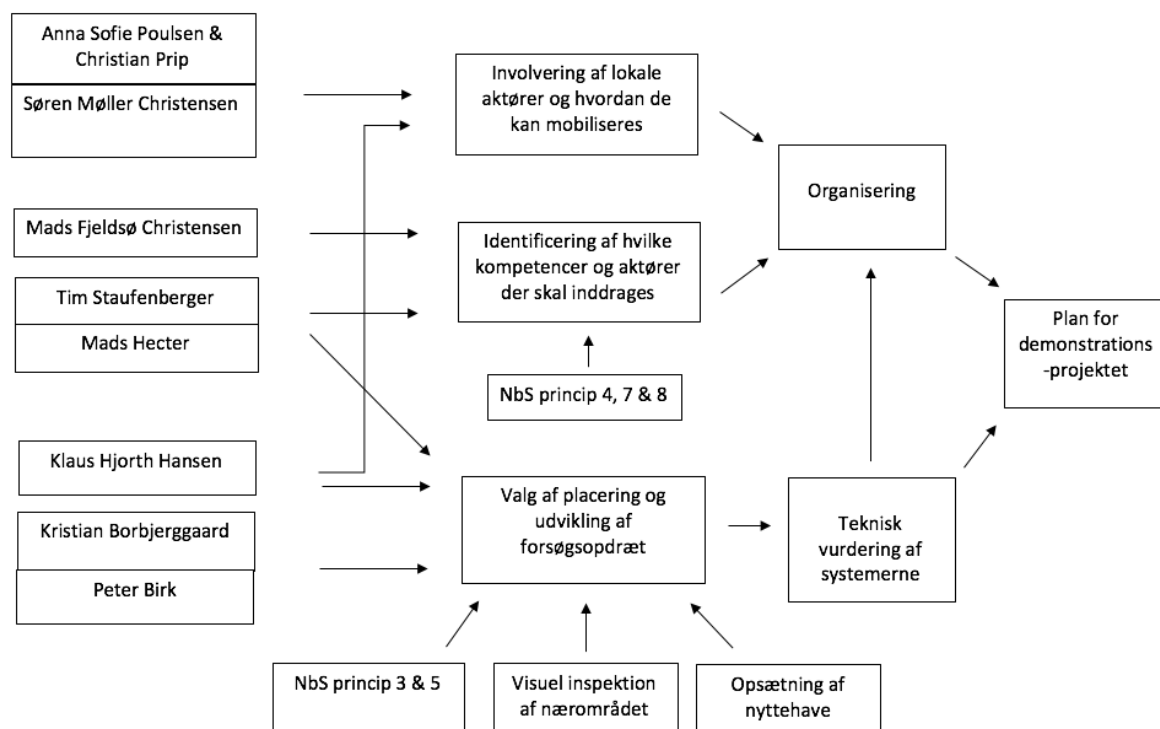 Anna Sofie Poulsen &
Christian Prip
Søren Møller Christensen
Involvering af lokale
aktører og hvordan de
kan mobiliseres
Organisering
Mads Fjeldsø Christensen
Identificering af hvilke
kompetencer og aktører
der skal inddrages
Tim Staufenberger
Mads Hecter
Plan for
demonstrations
-projektet
NbS princip 4, 7 & 8
Klaus Hjorth Hansen
Valg af placering og
udvikling af
forsøgsopdræt
Teknisk
vurdering af
systemerne
Kristian Borbjerggaard
Peter Birk
NbS princip 3 & 5
Visuel inspektion
af nærområdet
Opsætning af
nyttehave